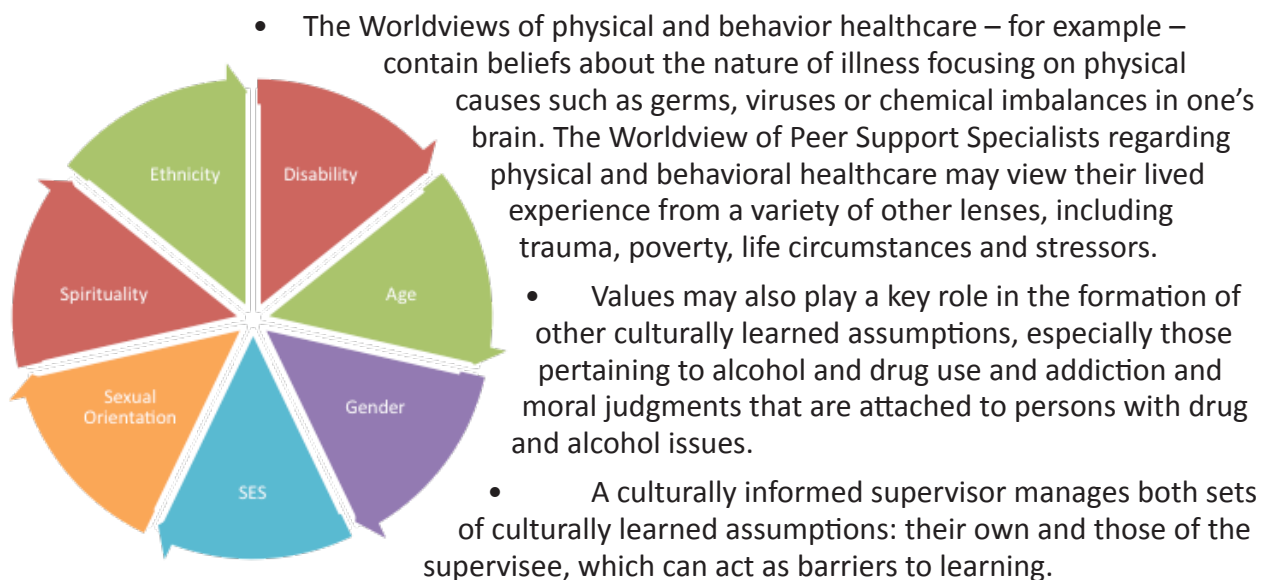 • The Worldviews of physical and behavior healthcare – for example –
contain beliefs about the nature of illness focusing on physical
causes such as germs, viruses or chemical imbalances in one’s
brain. The Worldview of Peer Support Specialists regarding
physical and behavioral healthcare may view their lived
experience from a variety of other lenses, including
trauma, poverty, life circumstances and stressors.
• Values may also play a key role in the formation of
other culturally learned assumptions, especially those
pertaining to alcohol and drug use and addiction and
moral judgments that are attached to persons with drug
and alcohol issues.
• A culturally informed supervisor manages both sets
of culturally learned assumptions: their own and those of the
supervisee, which can act as barriers to learning.
Disability
Age
Gender
SES
Sexual
Orientation
Spirituality
Ethnicity